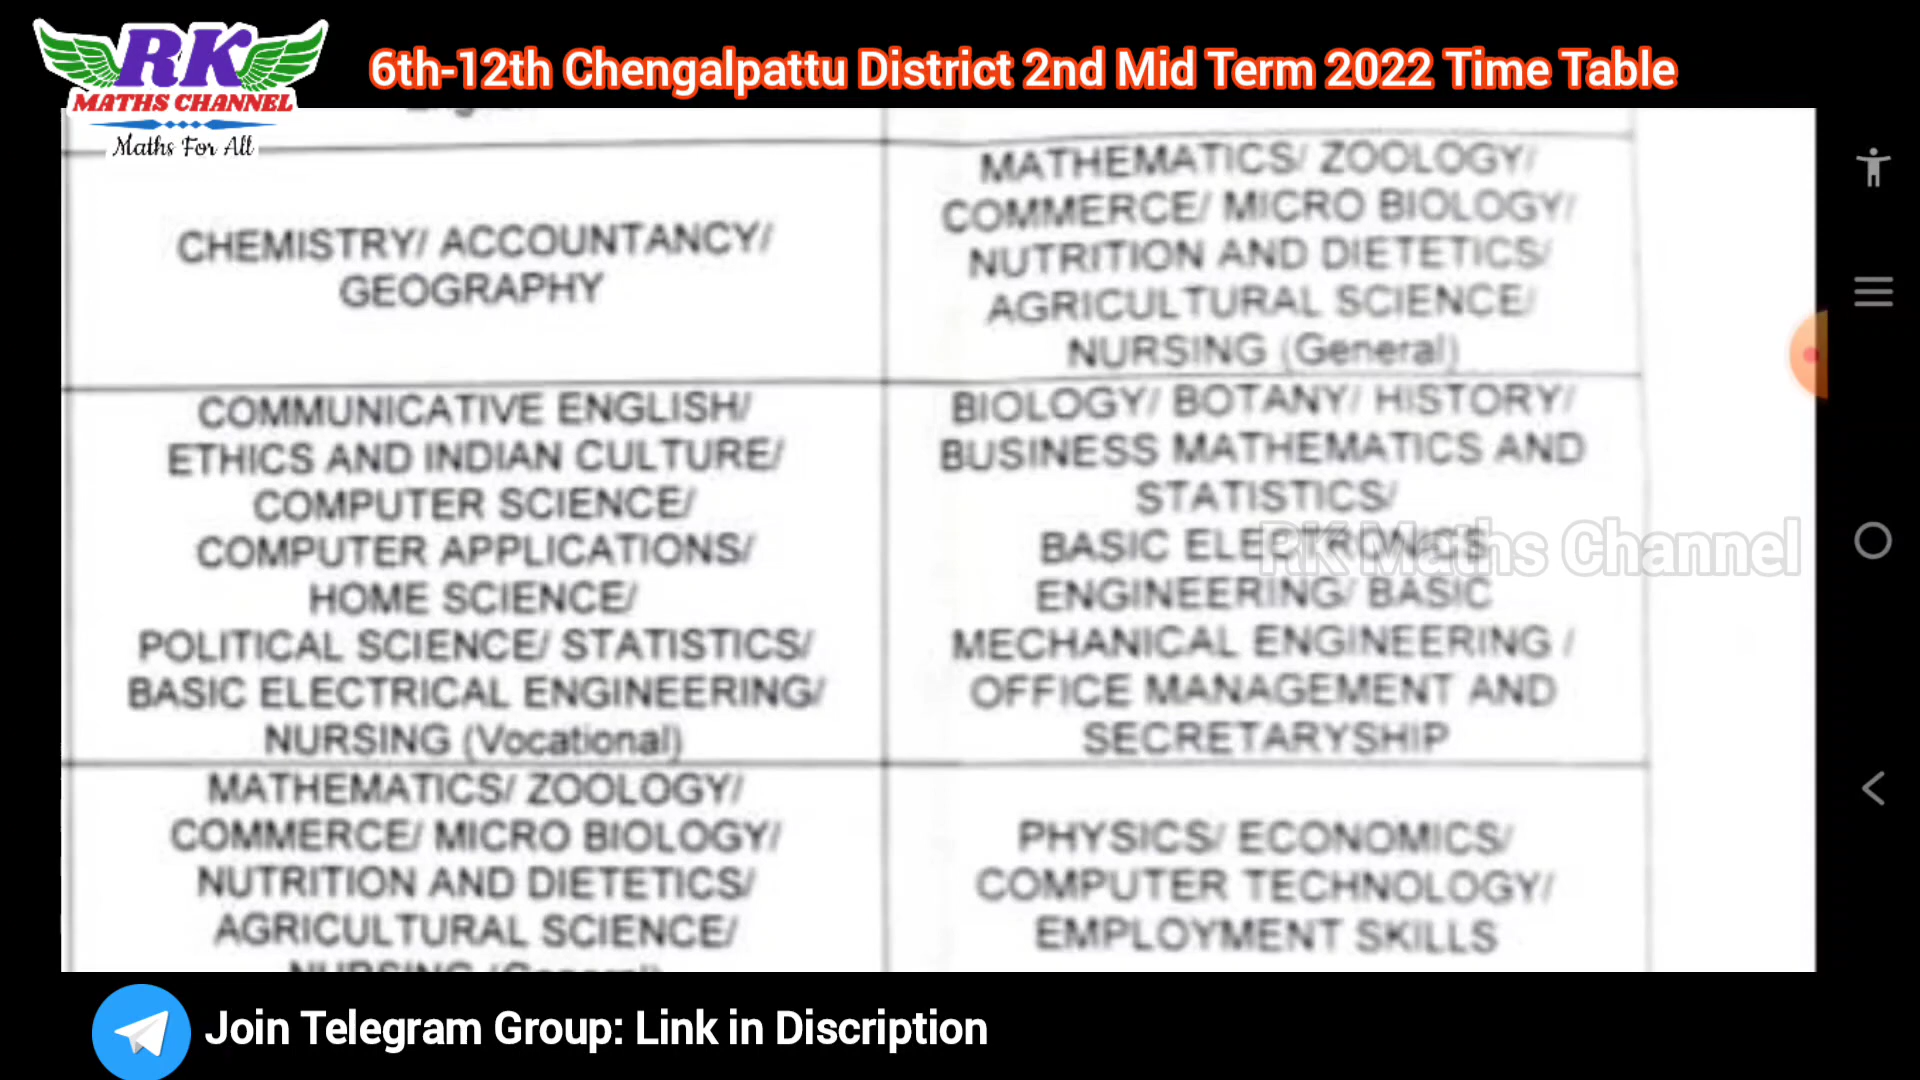 RK
MATHS CHANNEL
Maths For All
6th-12th Chengalpattu District 2nd Mid Term 2022 Time Table
CHEMISTRY/ ACCOUNTANCY/
GEOGRAPHY
MATHEMATICS/ ZOOLOGY/
COMMERCE/ MICRO BIOLOGY/
NUTRITION AND DIETETICS/
AGRICULTURAL SCIENCE/
NURSING (General)
COMMUNICATIVE ENGLISH/
ETHICS AND INDIAN CULTURE/
COMPUTER SCIENCE/
COMPUTER APPLICATIONS/
HOME SCIENCE/
POLITICAL SCIENCE/ STATISTICS/
BASIC ELECTRICAL ENGINEERING/
NURSING (Vocational)
BIOLOGY/ BOTANY/ HISTORY/
BUSINESS MATHEMATICS AND
STATISTICS/
BASIC ELECTRONICS
ENGINEERING/ BASIC
MECHANICAL ENGINEERING /
OFFICE MANAGEMENT AND
SECRETARYSHIP
RK Maths Channel
MATHEMATICS/ ZOOLOGY/
COMMERCE/ MICRO BIOLOGY/
NUTRITION AND DIETETICS/
AGRICULTURAL SCIENCE/
NURSING (General)
PHYSICS/ ECONOMICS/
COMPUTER TECHNOLOGY/
EMPLOYMENT SKILLS
Join Telegram Group: Link in Discription